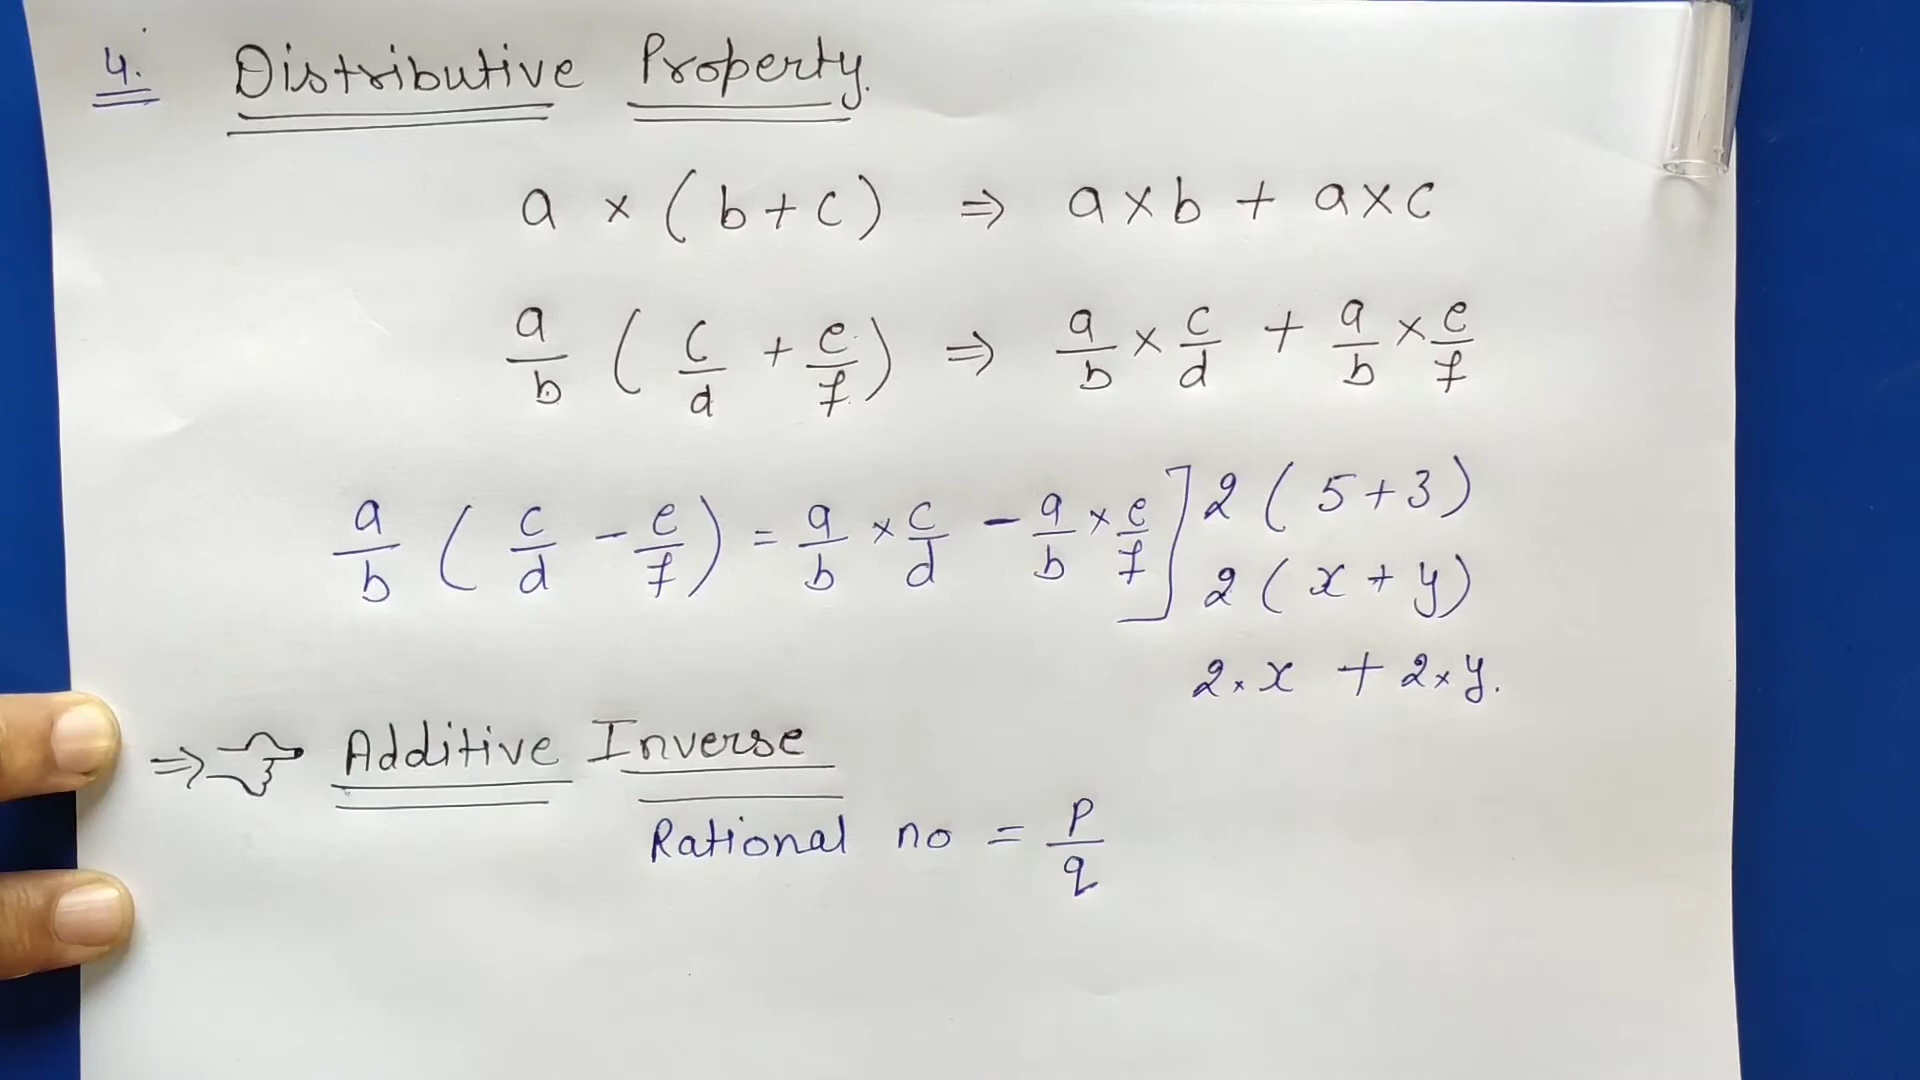 4. Distributive Property.
a × (b+c) ⇒ a×b + a×c
a/b (c/d + e/f) ⇒ a/b × c/d + a/b × e/f
a/b (c/d - e/f) = a/b × c/d - a/b × e/f] 2(5+3)
2(x+y)
2×x + 2×y.
⇒ Additive Inverse
Rational no = p/q